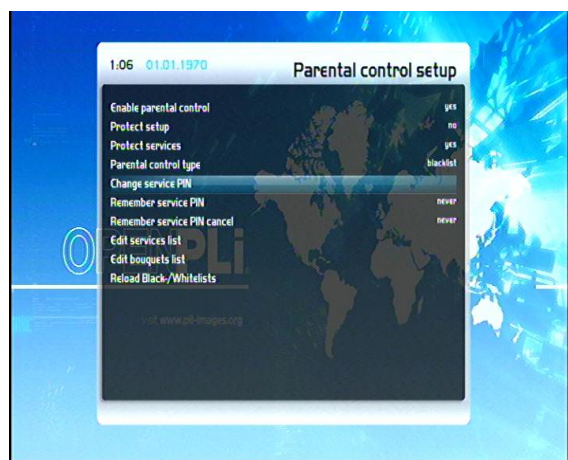 1:06 01.01.1970 Parental control setup
Enable parental control yes
Protect setup no
Protect services yes
Parental control type blacklist
Change service PIN
Remember service PIN never
Remember service PIN cancel never
Edit services list
OPENPLi
Edit bouquets list
Reload Black-/Whitelists
visit www.pli-images.org